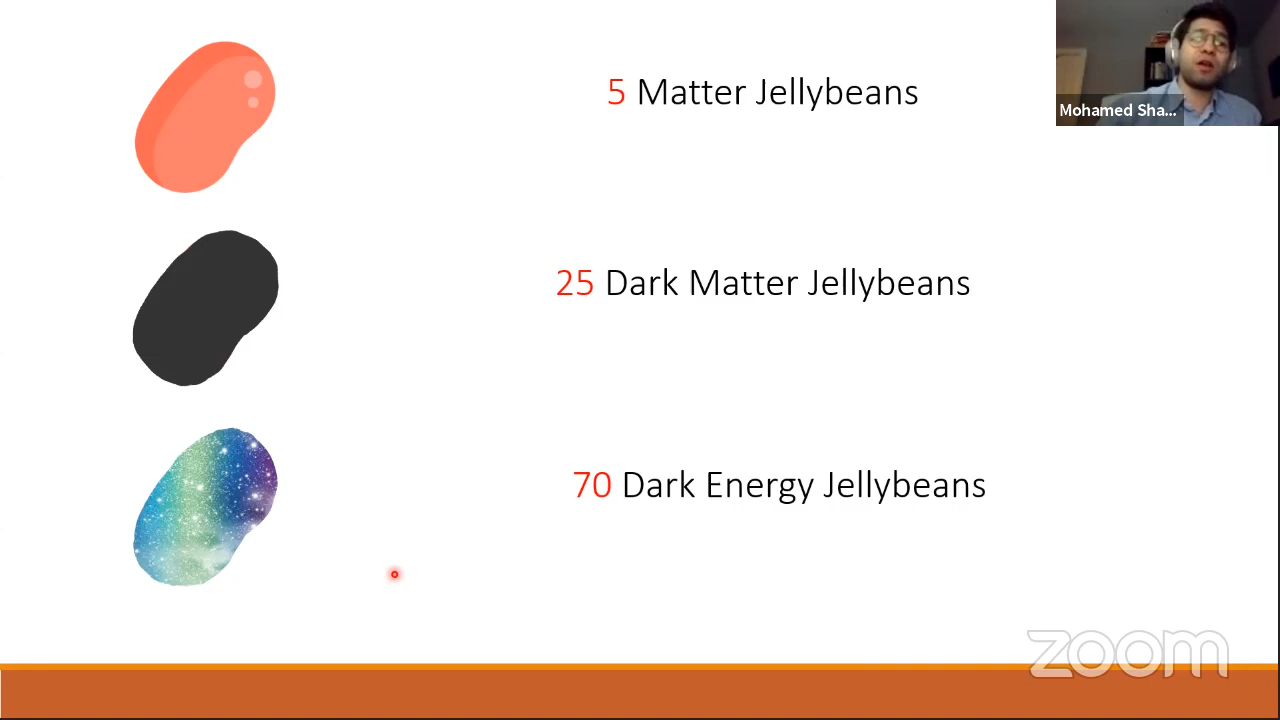 5 Matter Jellybeans
Mohamed Sha...
25 Dark Matter Jellybeans
70 Dark Energy Jellybeans
zoom